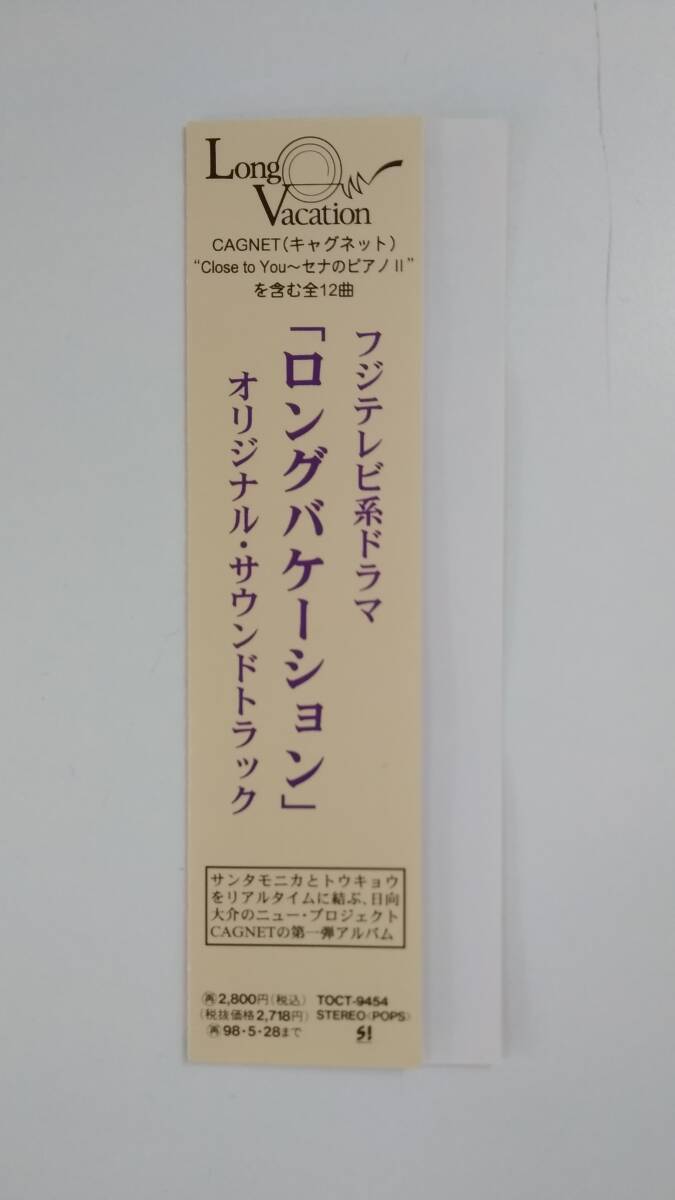 Long
Vacation
CAGNET(キャグネット)
“Close to You〜セナのピアノⅡ”
を含む全12曲
フジテレビ系ドラマ
「ロングバケーション」
オリジナル・サウンドトラック
サンタモニカとトウキョウ
をリアルタイムに結ぶ、日向
大介のニュー・プロジェクト
CAGNETの第一弾アルバム
㊢2,800円(税込) TOCT-9454
(税抜価格2,718円) STEREO〈POPS〉
㊢98・5・28まで